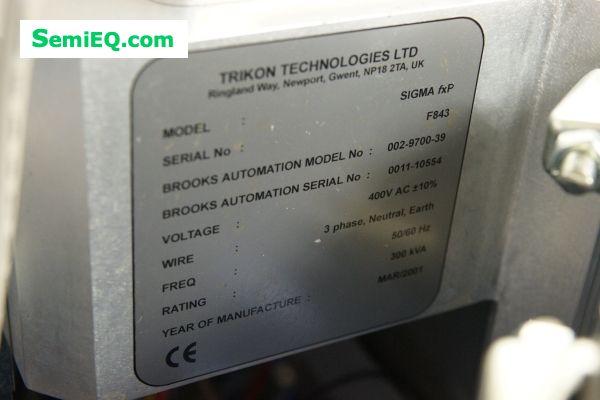 SemiEQ.com
TRIKON TECHNOLOGIES LTD
Ringland Way, Newport, Gwent, NP18 2TA, UK
MODEL : SIGMA fxP
SERIAL No : F843
BROOKS AUTOMATION MODEL No : 002-9700-39
BROOKS AUTOMATION SERIAL No : 0011-10554
VOLTAGE : 400V AC ±10%
WIRE : 3 phase, Neutral, Earth
FREQ : 50/60 Hz
RATING : 300 kVA
YEAR OF MANUFACTURE : MAR/2001
CE